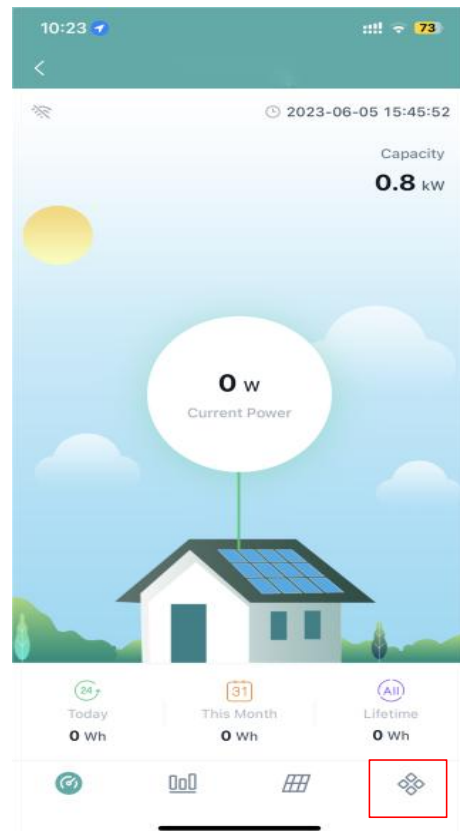 10:23
73
2023-06-05 15:45:52
Capacity
0.8 kW
0 w
Current Power
24
31
All
Today
This Month
Lifetime
0 Wh
0 Wh
0 Wh